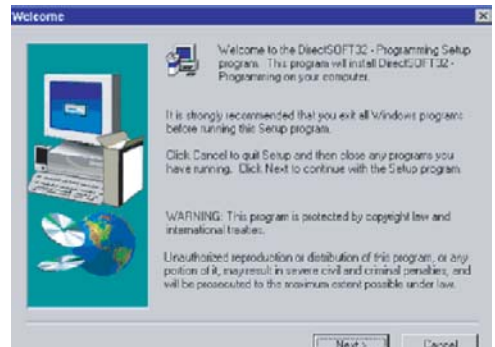 Welcome
Welcome to the DirectSOFT32 - Programming Setup
program. This program will install DirectSOFT32 -
Programming on your computer.
It is strongly recommended that you exit all Windows programs
before running this Setup program.
Click Cancel to quit Setup and then close any programs you
have running. Click Next to continue with the Setup program.
WARNING: This program is protected by copyright law and
international treaties.
Unauthorized reproduction or distribution of this program, or any
portion of it, may result in severe civil and criminal penalties, and
will be prosecuted to the maximum extent possible under law.
Next > Cancel